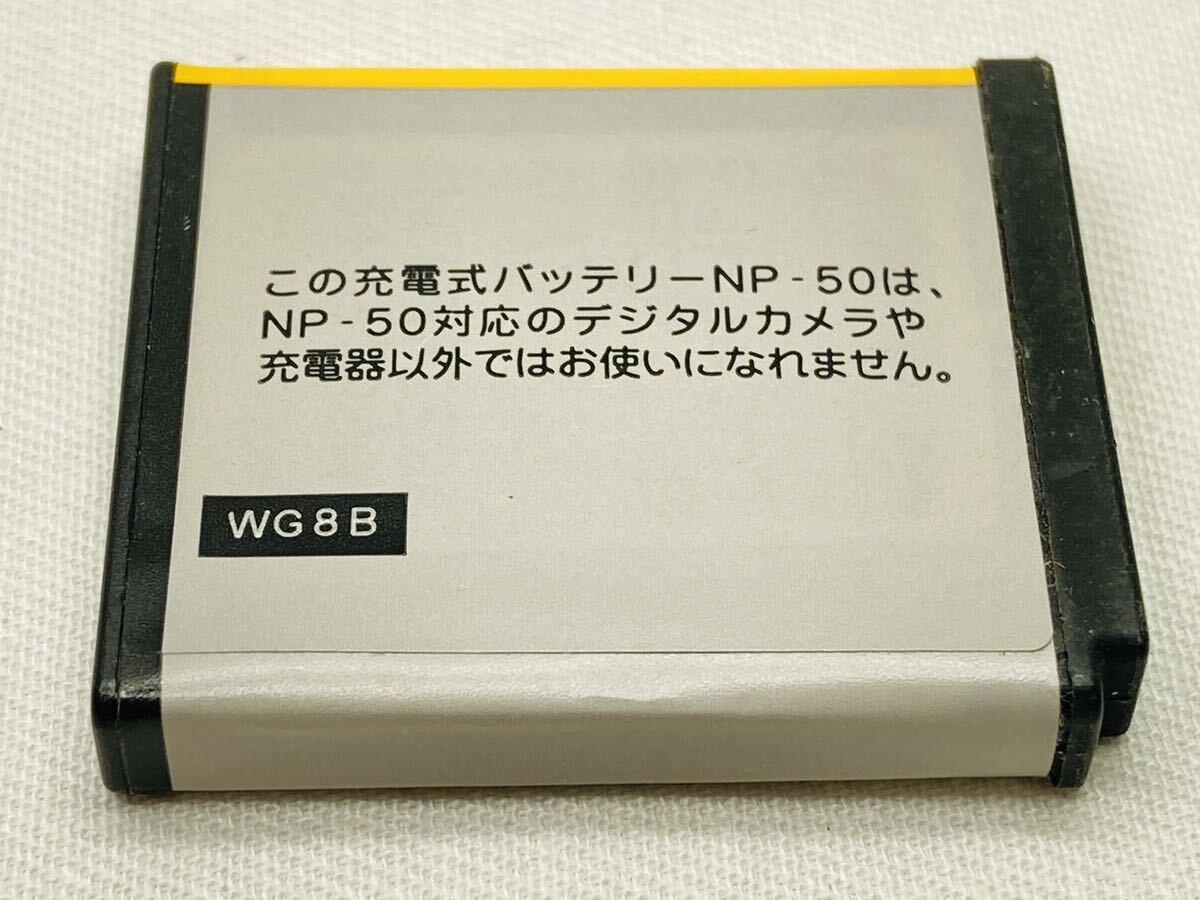 この充電式バッテリーNP-50は、
NP-50対応のデジタルカメラや
充電器以外ではお使いになれません。
WG8B